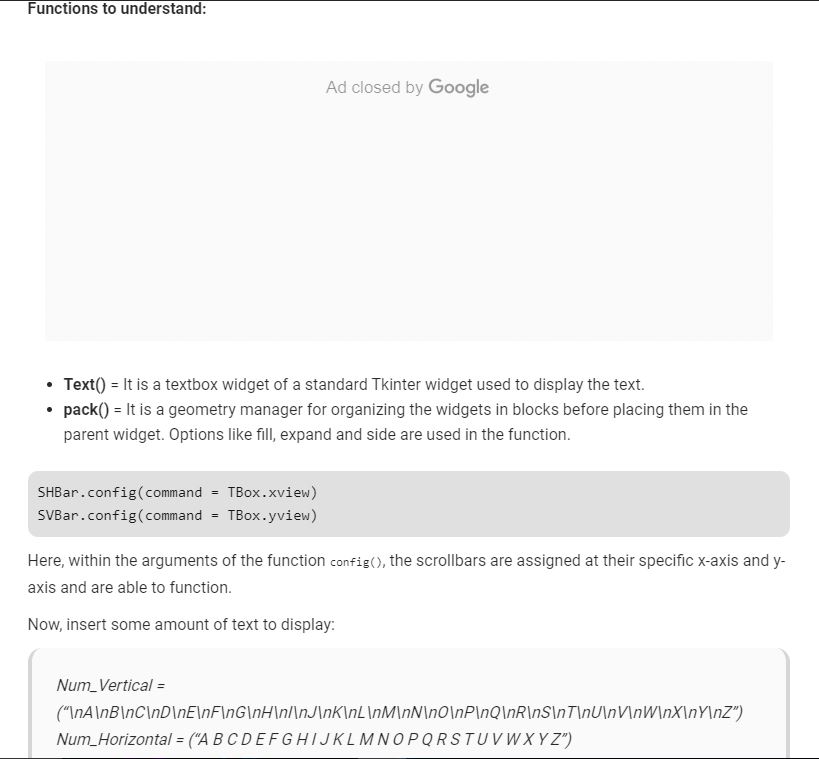 Functions to understand:
Ad closed by Google
• Text() = It is a textbox widget of a standard Tkinter widget used to display the text.
• pack() = It is a geometry manager for organizing the widgets in blocks before placing them in the
parent widget. Options like fill, expand and side are used in the function.
SHBar.config(command = TBox.xview)
SVBar.config(command = TBox.yview)
Here, within the arguments of the function config(), the scrollbars are assigned at their specific x-axis and y-
axis and are able to function.
Now, insert some amount of text to display:
Num_Vertical =
(“\nA\nB\nC\nD\nE\nF\nG\nH\nI\nJ\nK\nL\nM\nN\nO\nP\nQ\nR\nS\nT\nU\nV\nW\nX\nY\nZ”)
Num_Horizontal = (“A B C D E F G H I J K L M N O P Q R S T U V W X Y Z”)